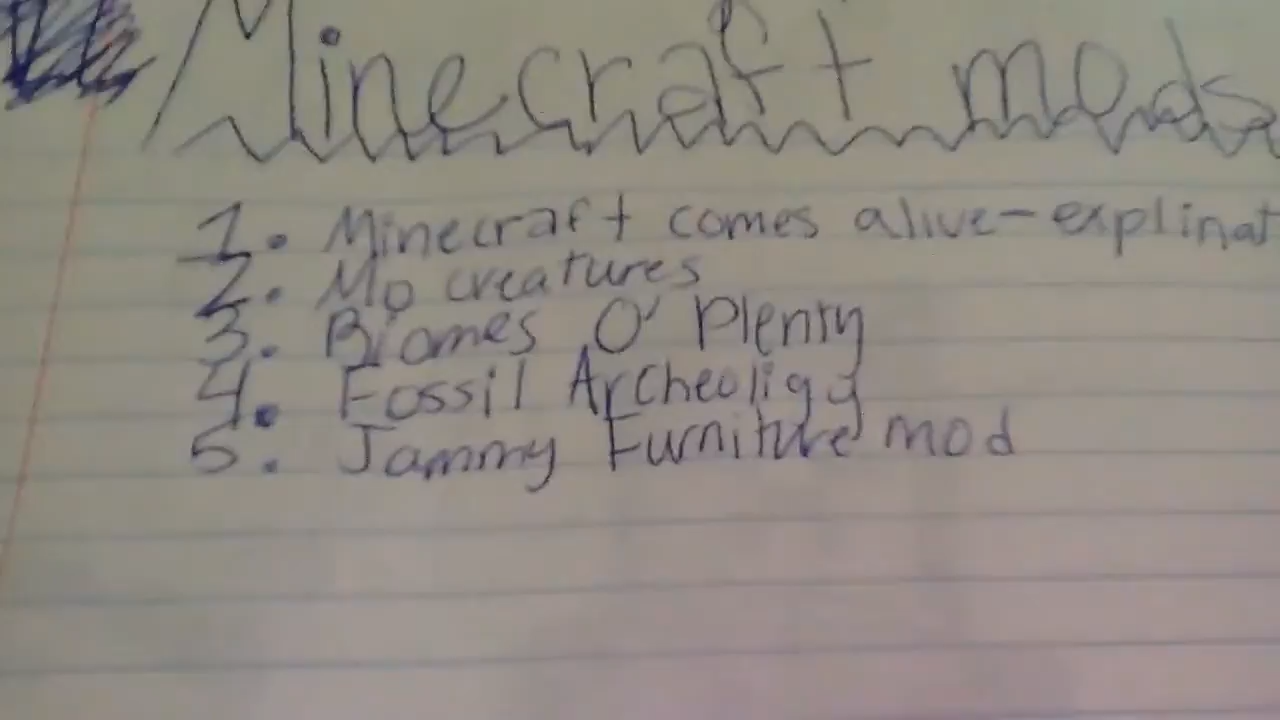 Minecraft mods
1. Minecraft comes alive-explinat
2. Mo creatures
3. Biomes O' Plenty
4. Fossil Archeoligy
5. Jammy Furniture mod